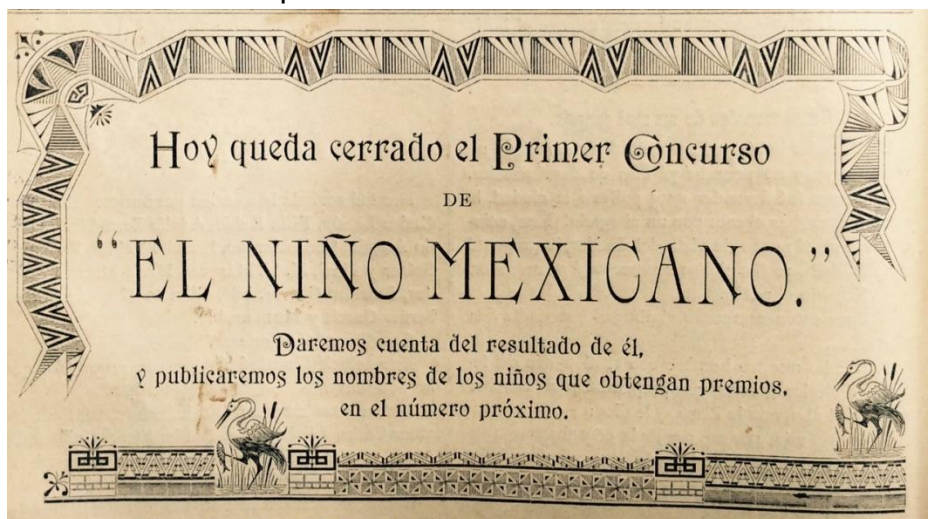 Hoy queda cerrado el Primer Concurso
DE
“EL NIÑO MEXICANO.”
Daremos cuenta del resultado de él,
y publicaremos los nombres de los niños que obtengan premios,
en el número próximo.